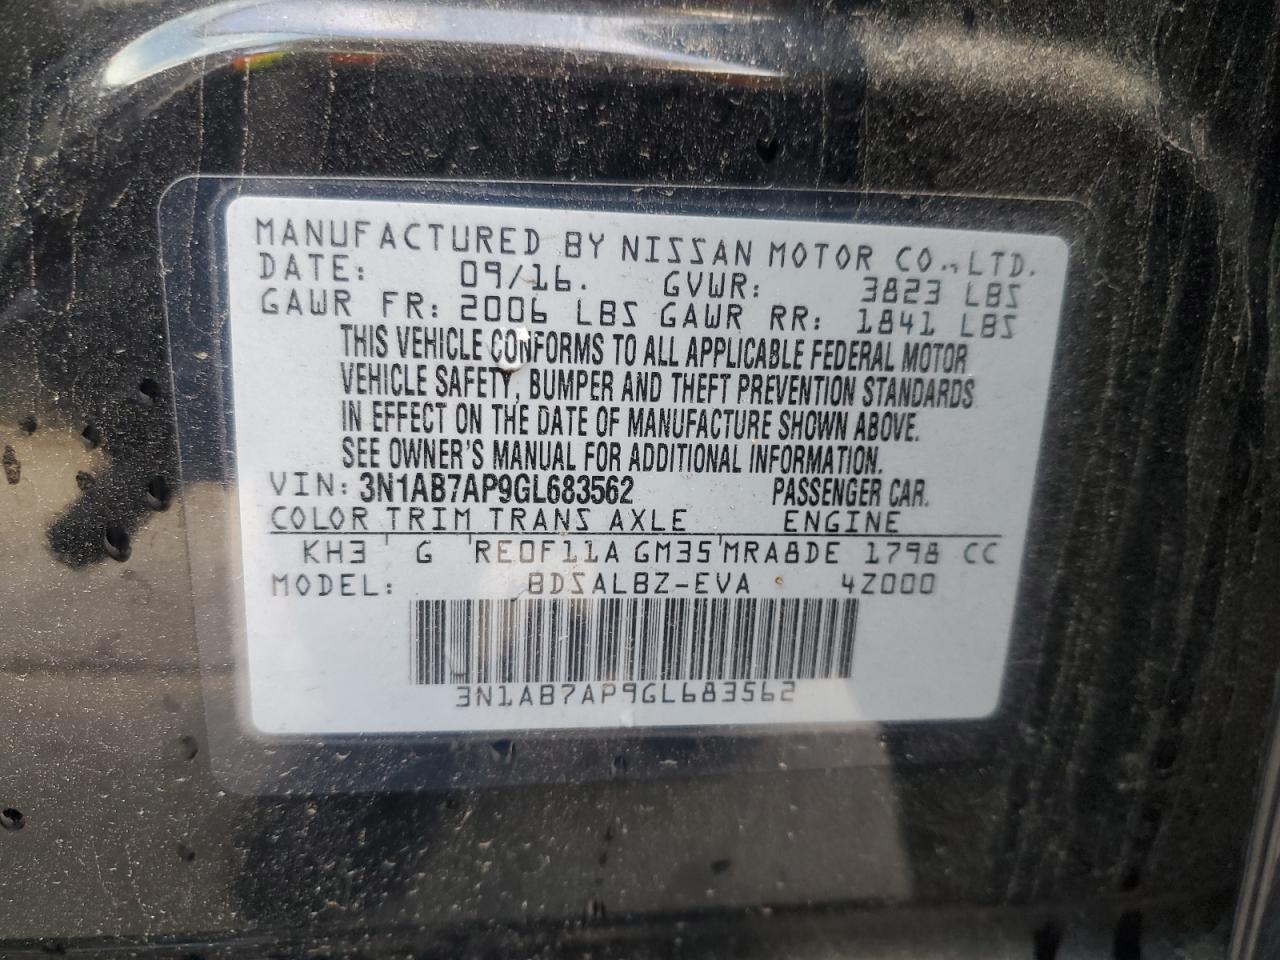 MANUFACTURED BY NISSAN MOTOR CO., LTD.
DATE: 09/16. GVWR: 3823 LBS
GAWR FR: 2006 LBS GAWR RR: 1841 LBS
THIS VEHICLE CONFORMS TO ALL APPLICABLE FEDERAL MOTOR
VEHICLE SAFETY, BUMPER AND THEFT PREVENTION STANDARDS
IN EFFECT ON THE DATE OF MANUFACTURE SHOWN ABOVE.
SEE OWNER'S MANUAL FOR ADDITIONAL INFORMATION.
VIN: 3N1AB7AP9GL683562 PASSENGER CAR.
COLOR TRIM TRANS AXLE ENGINE
KH3 G RE0F11A GM35 MRA8DE 1798 CC
MODEL: BDSALBZ-EVA 4Z000
3N1AB7AP9GL683562